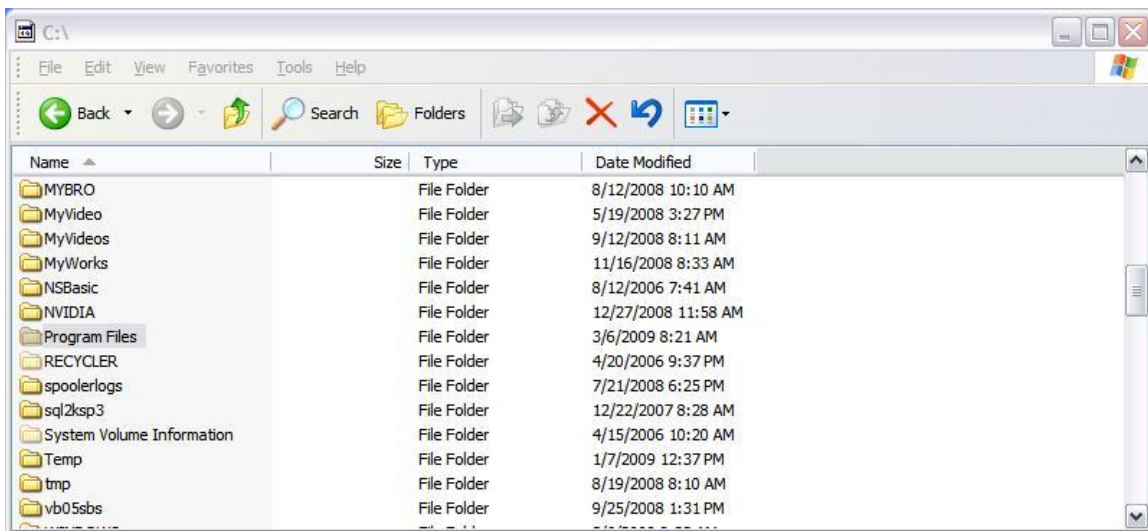 C:\
File Edit View Favorites Tools Help
Back Search Folders
Name Size Type Date Modified
MYBRO File Folder 8/12/2008 10:10 AM
MyVideo File Folder 5/19/2008 3:27 PM
MyVideos File Folder 9/12/2008 8:11 AM
MyWorks File Folder 11/16/2008 8:33 AM
NSBasic File Folder 8/12/2006 7:41 AM
NVIDIA File Folder 12/27/2008 11:58 AM
Program Files File Folder 3/6/2009 8:21 AM
RECYCLER File Folder 4/20/2006 9:37 PM
spoolerlogs File Folder 7/21/2008 6:25 PM
sql2ksp3 File Folder 12/22/2007 8:28 AM
System Volume Information File Folder 4/15/2006 10:20 AM
Temp File Folder 1/7/2009 12:37 PM
tmp File Folder 8/19/2008 8:10 AM
vb05sbs File Folder 9/25/2008 1:31 PM